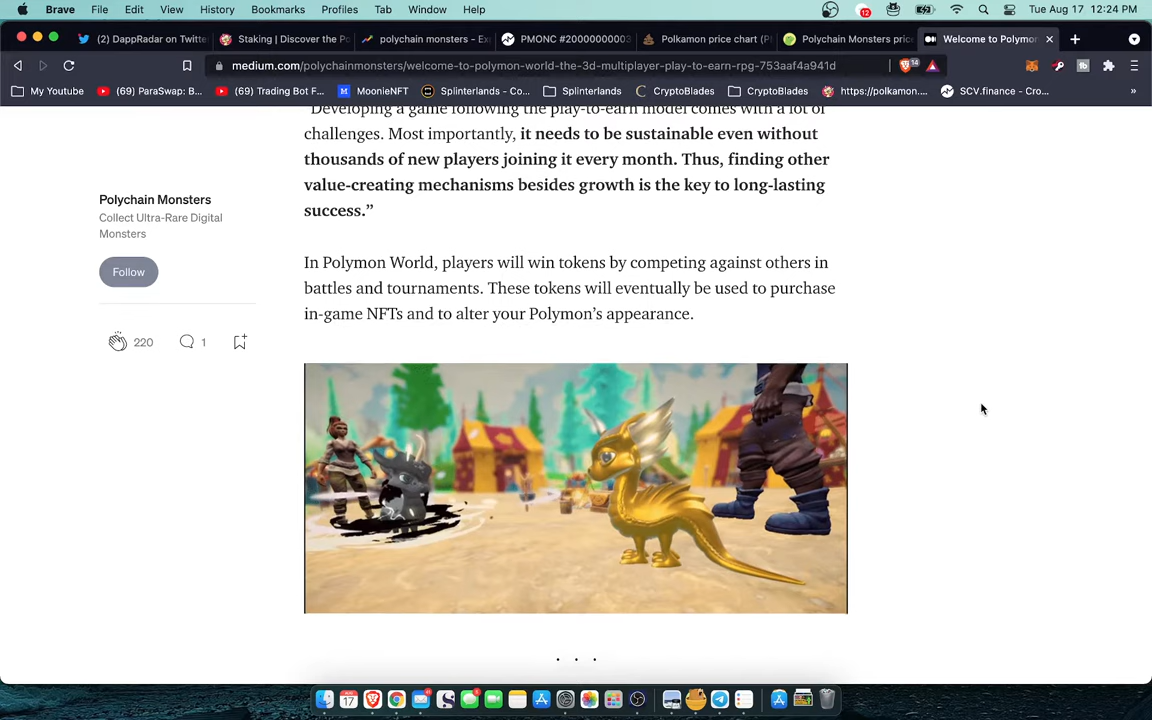 Brave File Edit View History Bookmarks Profiles Tab Window Help 12 Tue Aug 17 12:24 PM
(2) DappRadar on Twitte Staking | Discover the Po polychain monsters - Ex PMONC #20000000003 Polkamon price chart (P Polychain Monsters pric Welcome to Polymon
medium.com/polychainmonsters/welcome-to-polymon-world-the-3d-multiplayer-play-to-earn-rpg-753aaf4a941d 14
My Youtube (69) ParaSwap: B... (69) Trading Bot F... MoonieNFT Splinterlands - Co... Splinterlands CryptoBlades CryptoBlades https://polkamon.... SCV.finance - Cro... »
"Developing a game following the play-to-earn model comes with a lot of
challenges. Most importantly, it needs to be sustainable even without
thousands of new players joining it every month. Thus, finding other
value-creating mechanisms besides growth is the key to long-lasting
success.”
Polychain Monsters
Collect Ultra-Rare Digital
Monsters
Follow
220 1
In Polymon World, players will win tokens by competing against others in
battles and tournaments. These tokens will eventually be used to purchase
in-game NFTs and to alter your Polymon’s appearance.
. . .
17